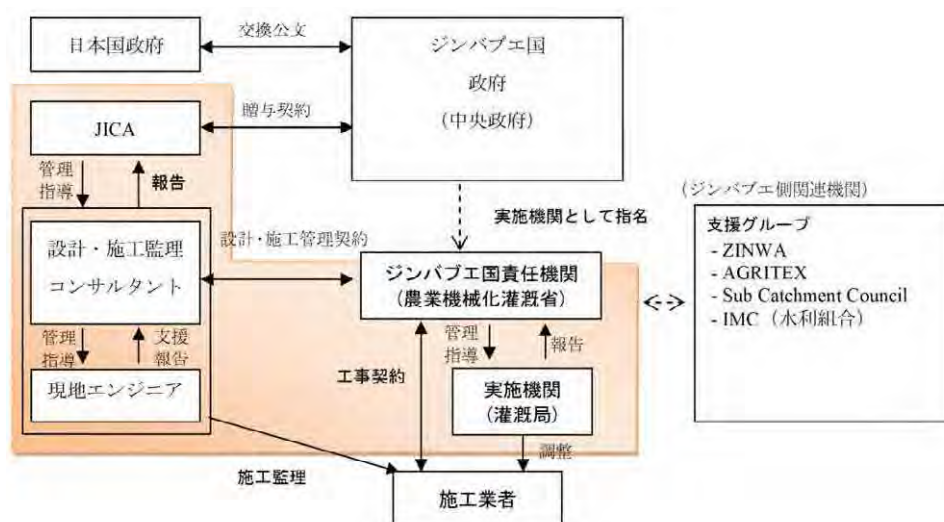 日本国政府
交換公文
ジンバブエ国
政府
(中央政府)
JICA
贈与契約
管理
指導
報告
実施機関として指名
(ジンバブエ側関連機関)
設計・施工監理
コンサルタント
設計・施工管理契約
ジンバブエ国責任機関
(農業機械化灌漑省)
支援グループ
- ZINWA
- AGRITEX
- Sub Catchment Council
- IMC(水利組合)
管理
指導
支援
報告
現地エンジニア
工事契約
管理
指導
報告
実施機関
(灌漑局)
調整
施工監理
施工業者